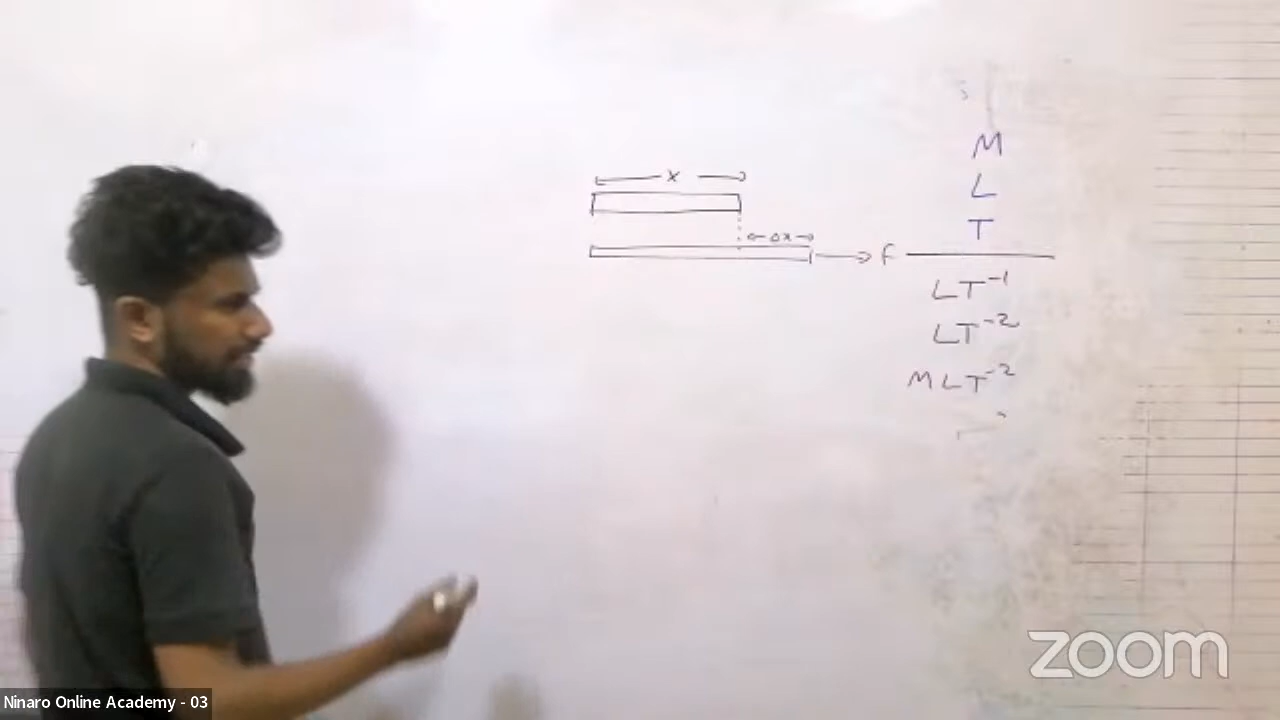 x
Δx
F
M
L
T
LT⁻¹
LT⁻²
MLT⁻²
zoom
Ninaro Online Academy - 03